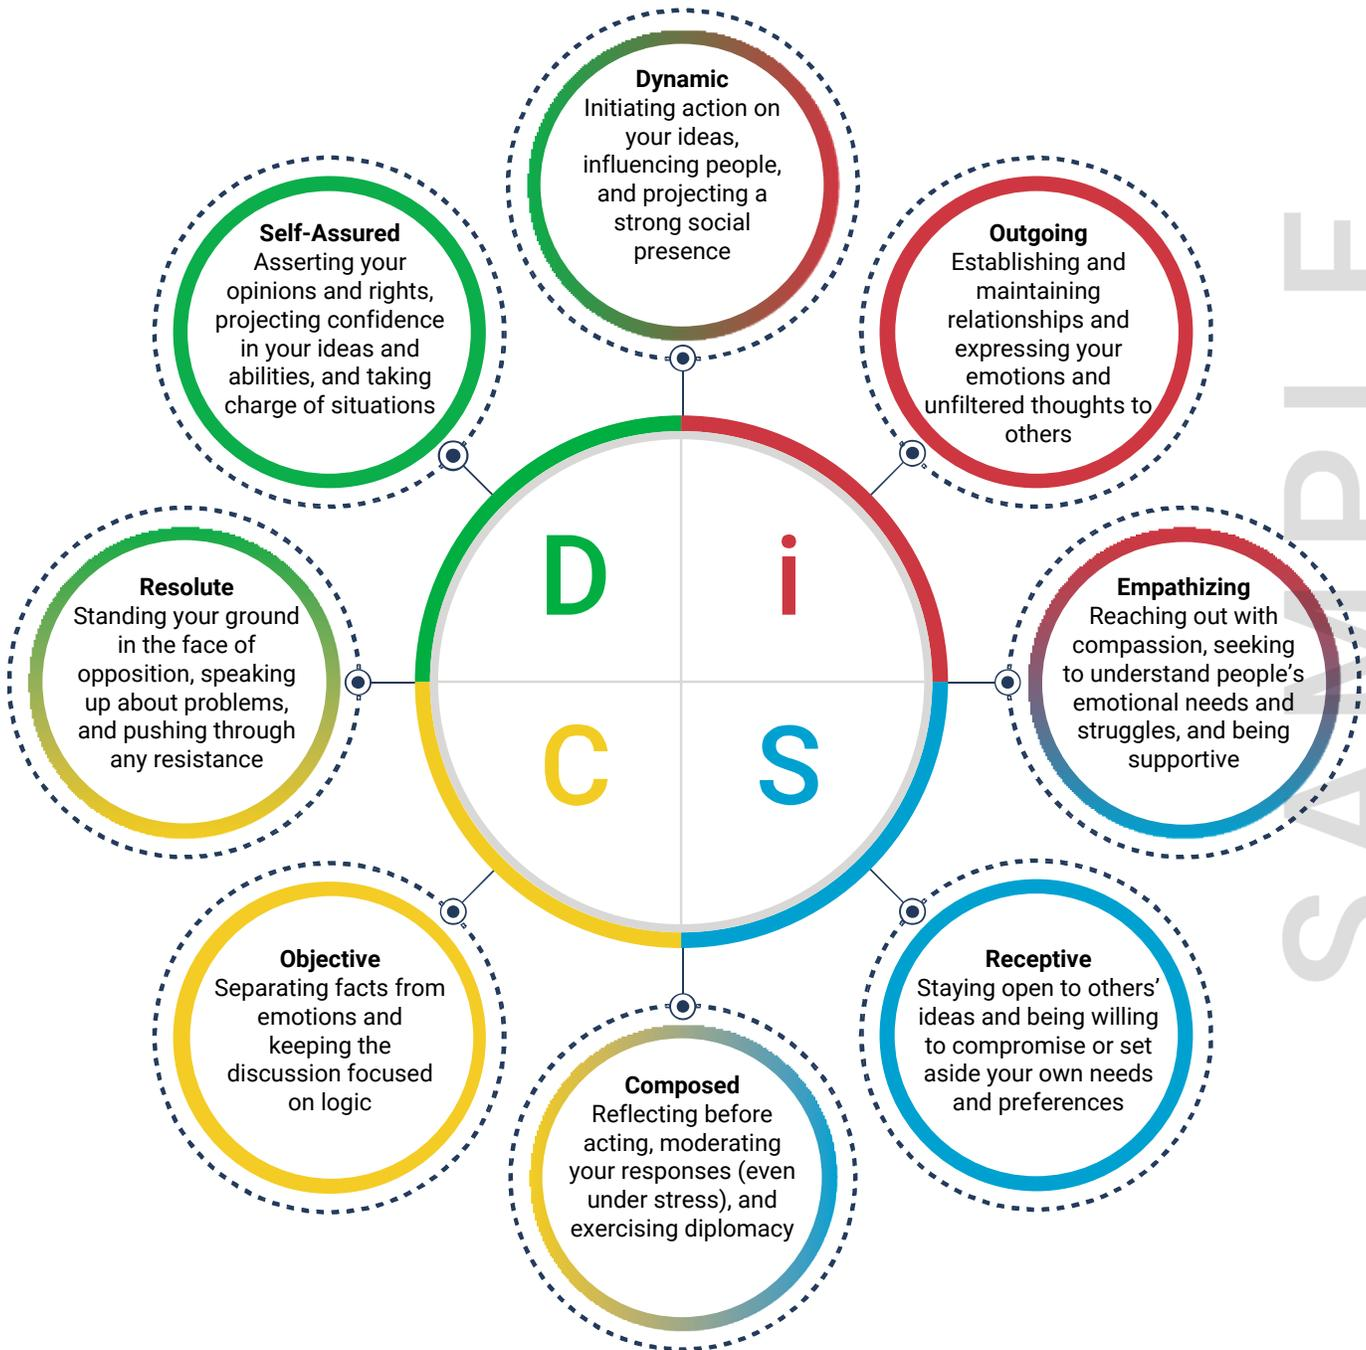 Dynamic
Initiating action on
your ideas,
influencing people,
and projecting a
strong social
presence
Self-Assured
Asserting your
opinions and rights,
projecting confidence
in your ideas and
abilities, and taking
charge of situations
Outgoing
Establishing and
maintaining
relationships and
expressing your
emotions and
unfiltered thoughts to
others
D
i
Resolute
Standing your ground
in the face of
opposition, speaking
up about problems,
and pushing through
any resistance
Empathizing
Reaching out with
compassion, seeking
to understand people’s
emotional needs and
struggles, and being
supportive
C
S
Objective
Separating facts from
emotions and
keeping the
discussion focused
on logic
Receptive
Staying open to others’
ideas and being willing
to compromise or set
aside your own needs
and preferences
Composed
Reflecting before
acting, moderating
your responses (even
under stress), and
exercising diplomacy
SAMPLE